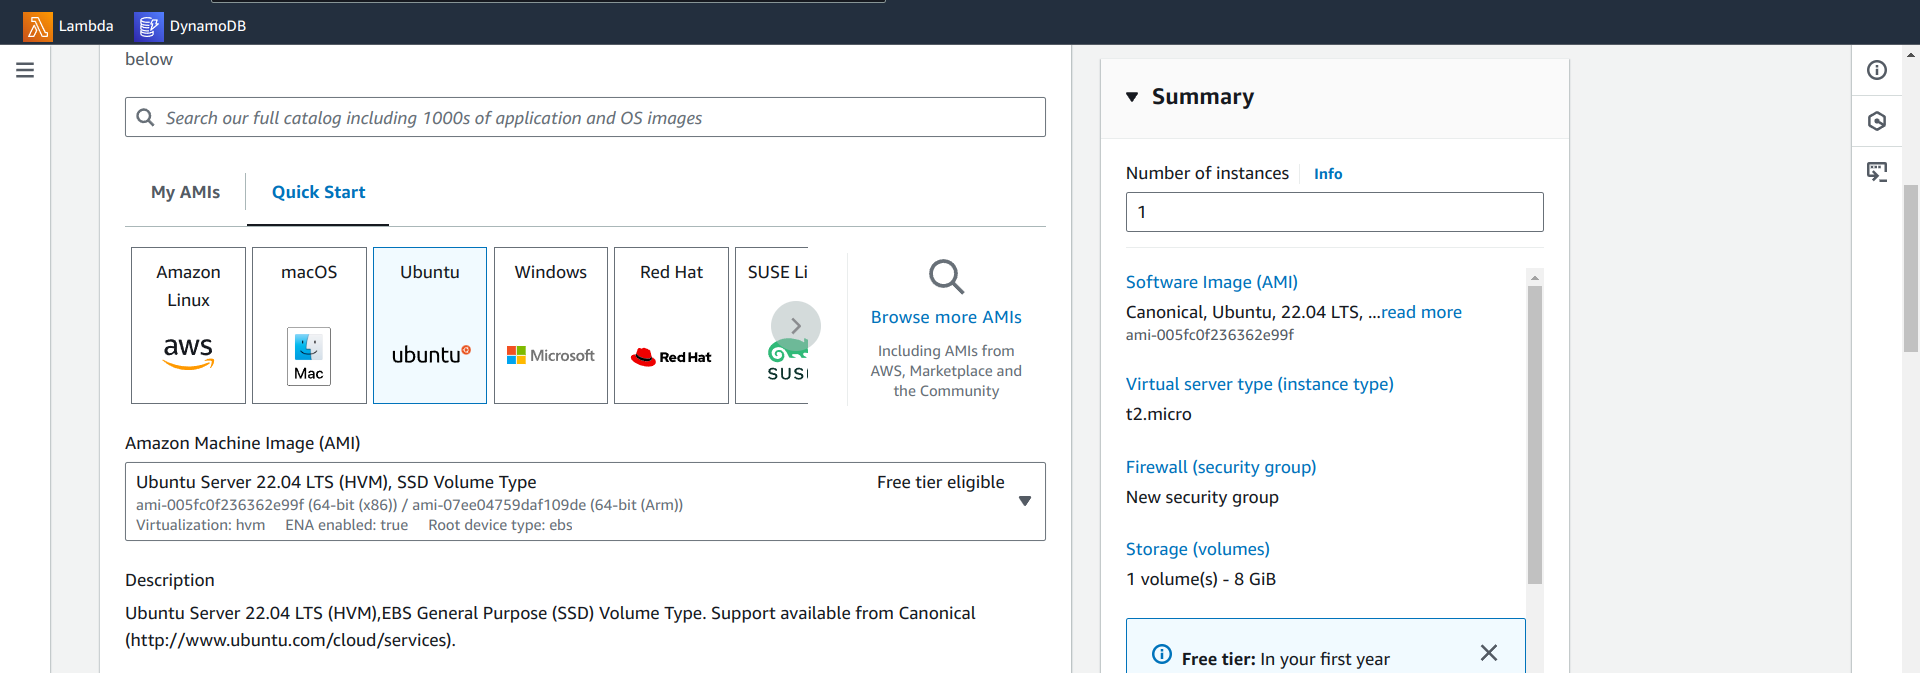 Lambda DynamoDB
below
Search our full catalog including 1000s of application and OS images
My AMIs Quick Start
Amazon
Linux
aws
macOS
Mac
Ubuntu
ubuntu
Windows
Microsoft
Red Hat
Red Hat
SUSE Li
SUS
Browse more AMIs
Including AMIs from
AWS, Marketplace and
the Community
Amazon Machine Image (AMI)
Ubuntu Server 22.04 LTS (HVM), SSD Volume Type Free tier eligible
ami-005fc0f236362e99f (64-bit (x86)) / ami-07ee04759daf109de (64-bit (Arm))
Virtualization: hvm ENA enabled: true Root device type: ebs
Description
Ubuntu Server 22.04 LTS (HVM),EBS General Purpose (SSD) Volume Type. Support available from Canonical
(http://www.ubuntu.com/cloud/services).
Summary
Number of instances Info
1
Software Image (AMI)
Canonical, Ubuntu, 22.04 LTS, ...read more
ami-005fc0f236362e99f
Virtual server type (instance type)
t2.micro
Firewall (security group)
New security group
Storage (volumes)
1 volume(s) - 8 GiB
Free tier: In your first year